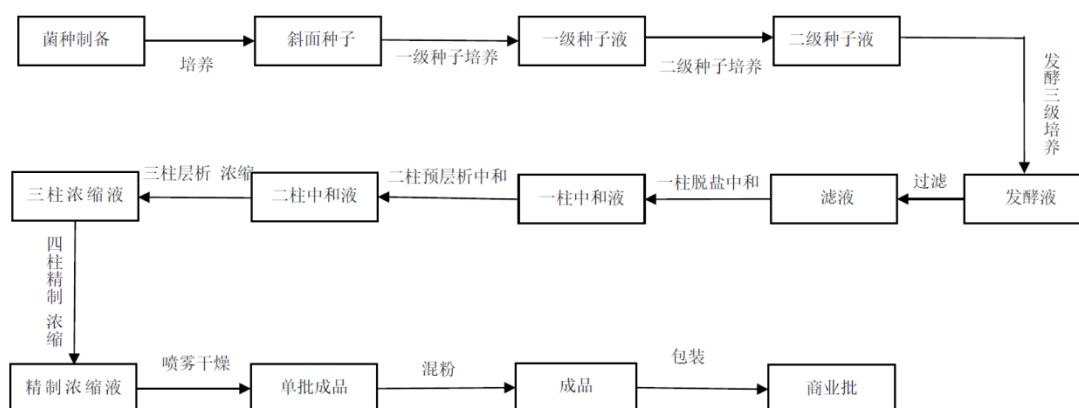 菌种制备
培养
斜面种子
一级种子培养
一级种子液
二级种子培养
二级种子液
发酵三级培养
发酵液
过滤
滤液
一柱脱盐中和
一柱中和液
二柱预层析中和
二柱中和液
三柱层析 浓缩
三柱浓缩液
四柱精制 浓缩
精制浓缩液
喷雾干燥
单批成品
混粉
成品
包装
商业批